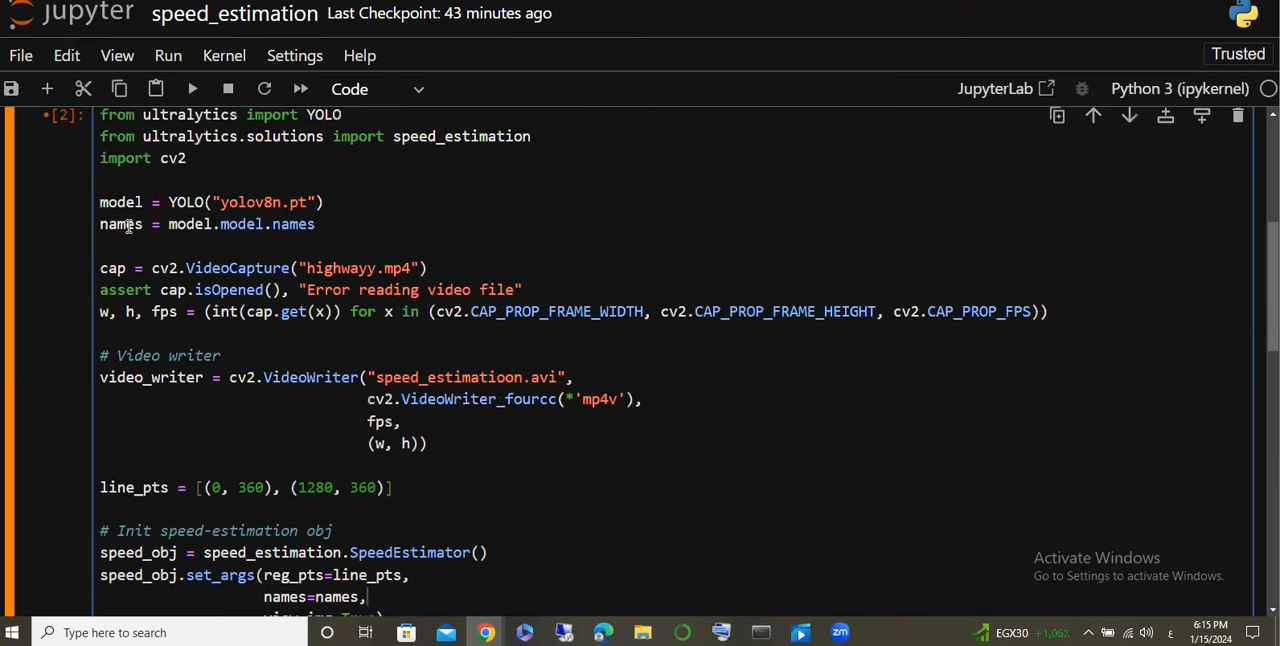 jupyter speed_estimation Last Checkpoint: 43 minutes ago
File Edit View Run Kernel Settings Help Trusted
Code JupyterLab Python 3 (ipykernel)
[2]: from ultralytics import YOLO
from ultralytics.solutions import speed_estimation
import cv2
model = YOLO("yolov8n.pt")
names = model.model.names
cap = cv2.VideoCapture("highwayy.mp4")
assert cap.isOpened(), "Error reading video file"
w, h, fps = (int(cap.get(x)) for x in (cv2.CAP_PROP_FRAME_WIDTH, cv2.CAP_PROP_FRAME_HEIGHT, cv2.CAP_PROP_FPS))
# Video writer
video_writer = cv2.VideoWriter("speed_estimatioon.avi",
cv2.VideoWriter_fourcc(*'mp4v'),
fps,
(w, h))
line_pts = [(0, 360), (1280, 360)]
# Init speed-estimation obj
speed_obj = speed_estimation.SpeedEstimator()
speed_obj.set_args(reg_pts=line_pts,
names=names,
Activate Windows
Go to Settings to activate Windows.
Type here to search zm EGX30 +1,06% ع 6:15 PM
1/15/2024